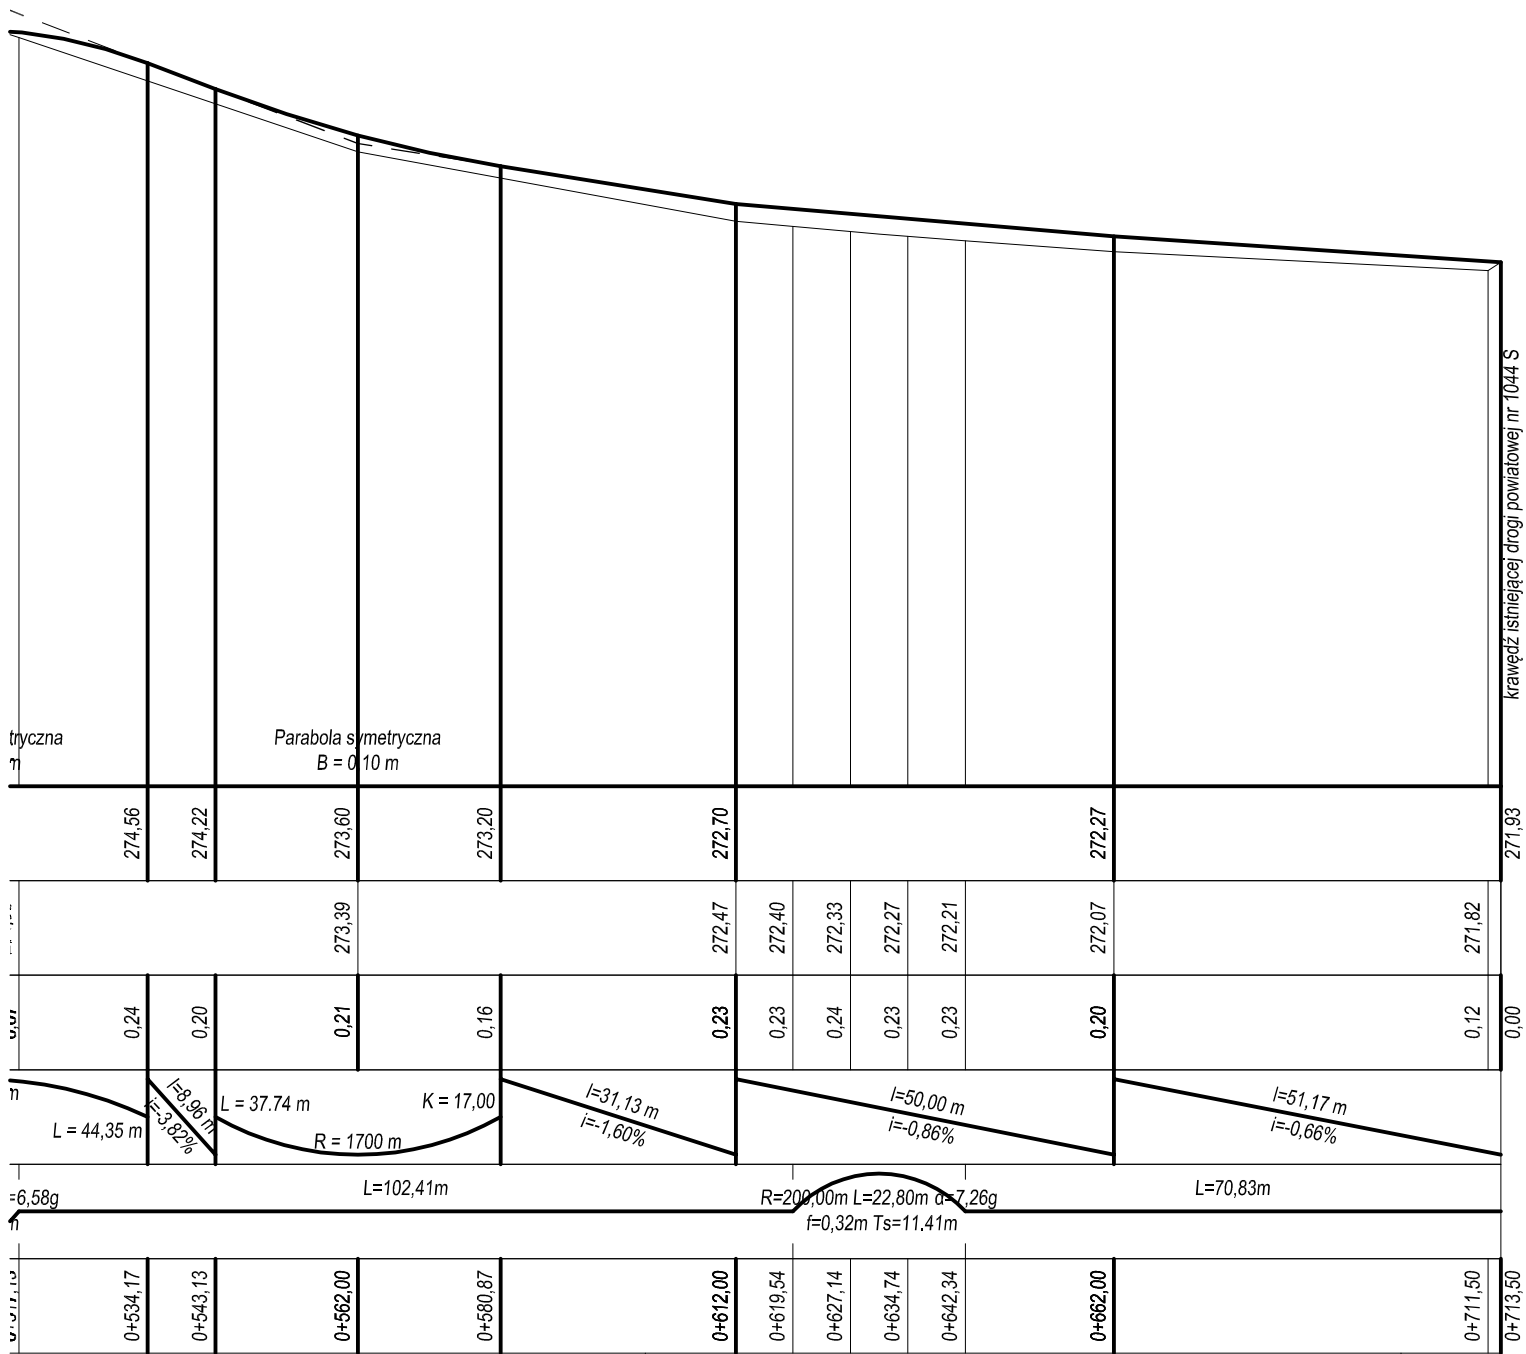 krawędź istniejącej drogi powiatowej nr 1044 S
tryczna
m
Parabola symetryczna
B = 0,10 m
274,56
274,22
273,60
273,20
272,70
272,27
271,93
273,39
272,47
272,40
272,33
272,27
272,21
272,07
271,82
0,24
0,20
0,21
0,16
0,23
0,23
0,24
0,23
0,23
0,20
0,12
0,00
m
L = 44,35 m
l=8,96 m
i=-3,82%
L = 37.74 m
K = 17,00
R = 1700 m
l=31,13 m
i=-1,60%
l=50,00 m
i=-0,86%
l=51,17 m
i=-0,66%
=6,58g
m
L=102,41m
R=200,00m L=22,80m α=7,26g
f=0,32m Ts=11.41m
L=70,83m
0+534,17
0+543,13
0+562,00
0+580,87
0+612,00
0+619,54
0+627,14
0+634,74
0+642,34
0+662,00
0+711,50
0+713,50